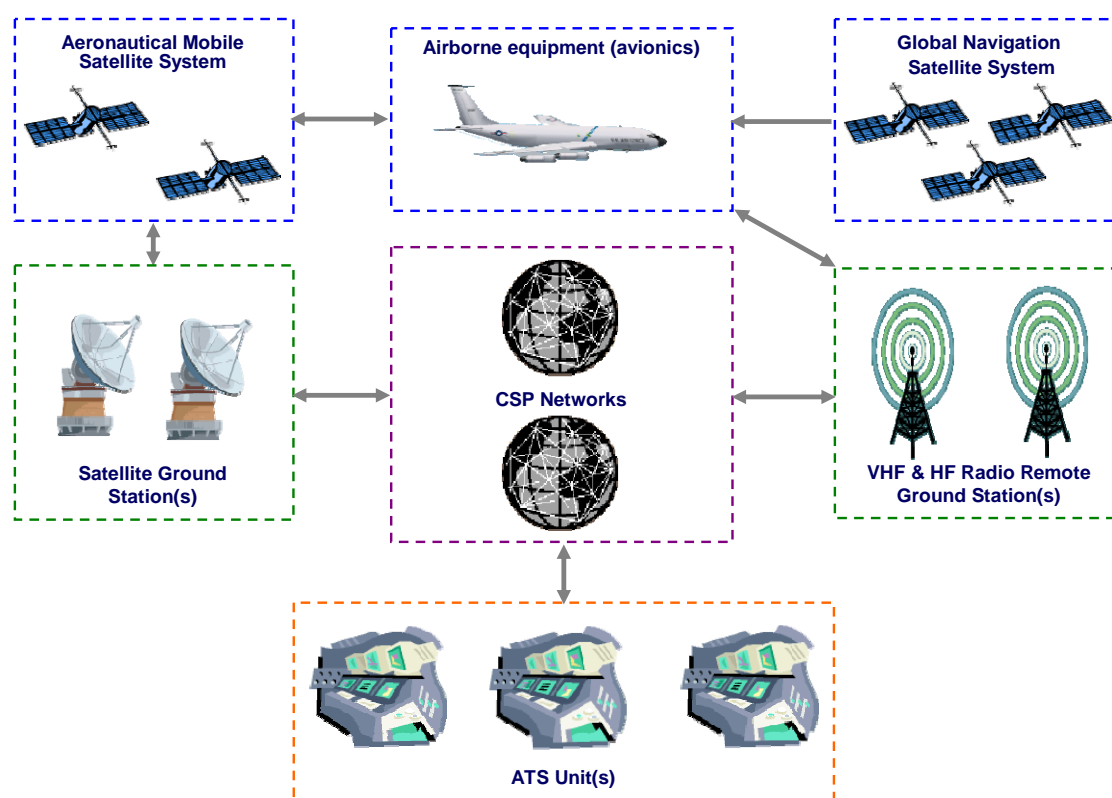 Aeronautical Mobile
Satellite System
Airborne equipment (avionics)
Global Navigation
Satellite System
CSP Networks
Satellite Ground
Station(s)
VHF & HF Radio Remote
Ground Station(s)
ATS Unit(s)